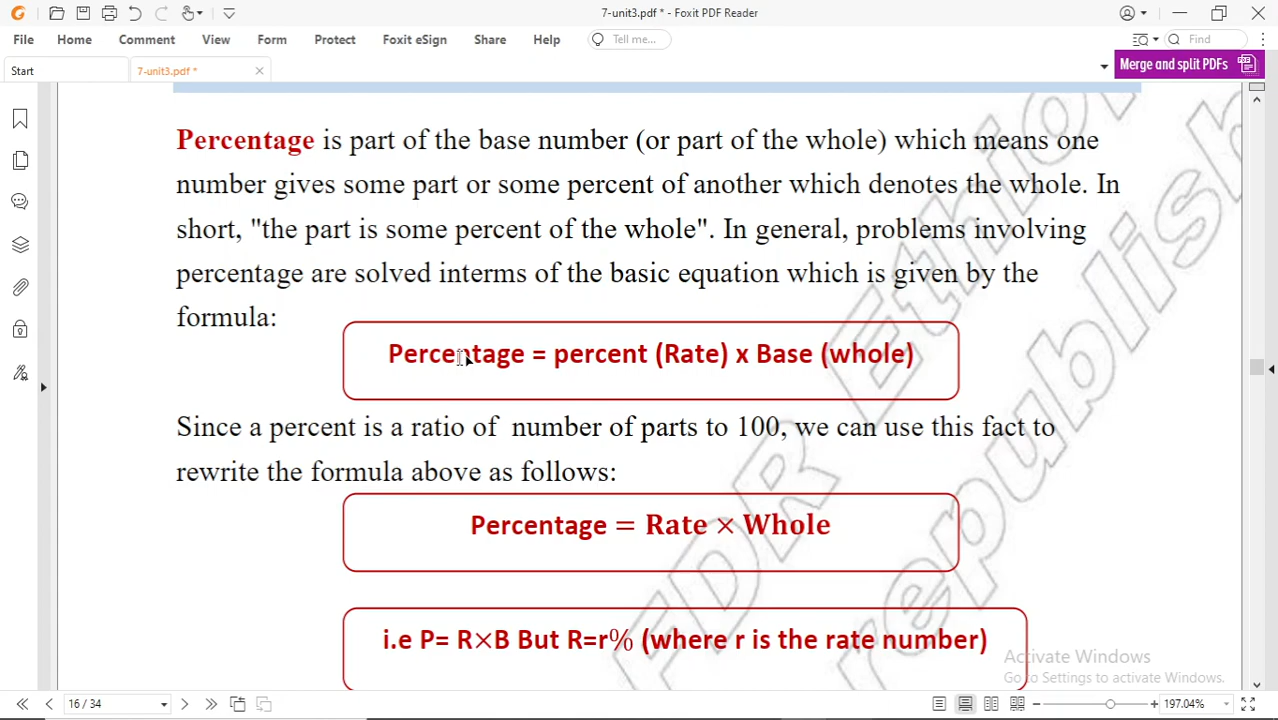 7-unit3.pdf * - Foxit PDF Reader
File Home Comment View Form Protect Foxit eSign Share Help Tell me... Find
Start 7-unit3.pdf * Merge and split PDFs
Percentage is part of the base number (or part of the whole) which means one
number gives some part or some percent of another which denotes the whole. In
short, "the part is some percent of the whole". In general, problems involving
percentage are solved interms of the basic equation which is given by the
formula:
Percentage = percent (Rate) x Base (whole)
Since a percent is a ratio of number of parts to 100, we can use this fact to
rewrite the formula above as follows:
Percentage = Rate × Whole
i.e P= R×B But R=r% (where r is the rate number)
FDR Ethio
republish
Activate Windows
Go to Settings to activate Windows.
16 / 34 197.04%